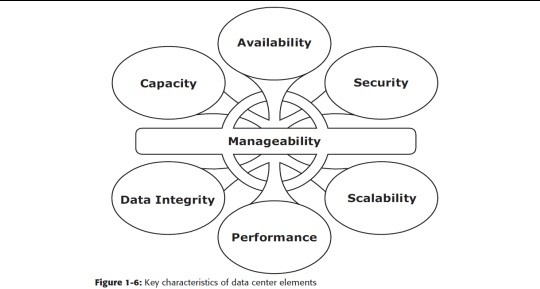 Availability
Capacity
Security
Manageability
Data Integrity
Scalability
Performance
Figure 1-6: Key characteristics of data center elements